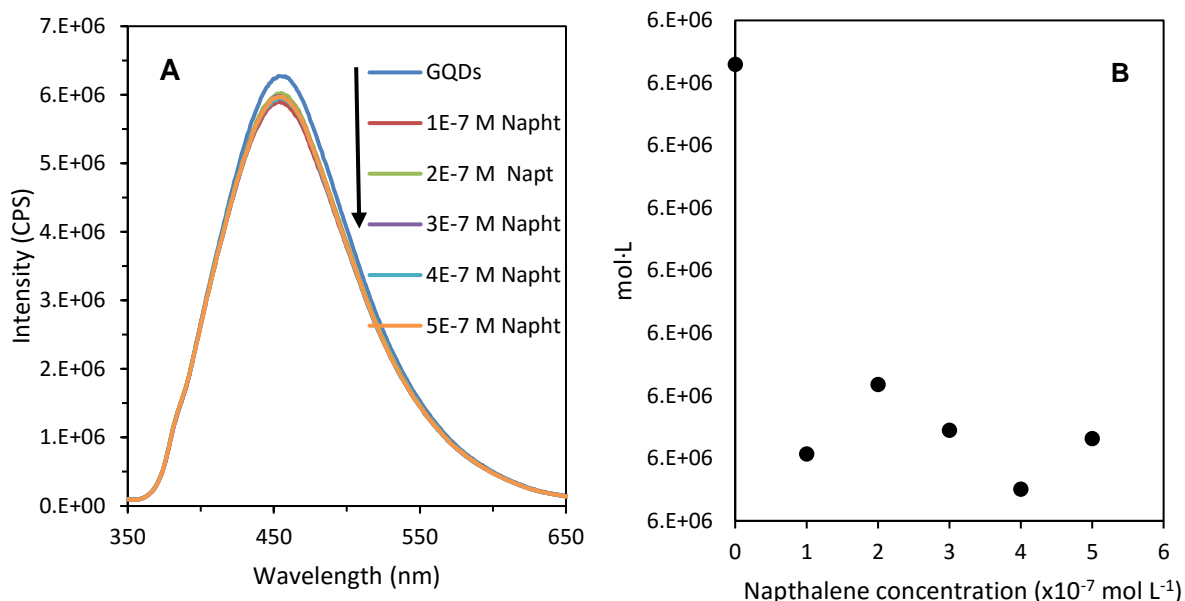 A
7.E+06
6.E+06
5.E+06
4.E+06
3.E+06
2.E+06
1.E+06
0.E+00
350
450
550
650
Intensity (CPS)
Wavelength (nm)
GQDs
1E-7 M Napht
2E-7 M Napt
3E-7 M Napht
4E-7 M Napht
5E-7 M Napht
B
6.E+06
6.E+06
6.E+06
6.E+06
6.E+06
6.E+06
6.E+06
6.E+06
6.E+06
0
1
2
3
4
5
6
mol·L
Napthalene concentration (x10⁻⁷ mol L⁻¹)